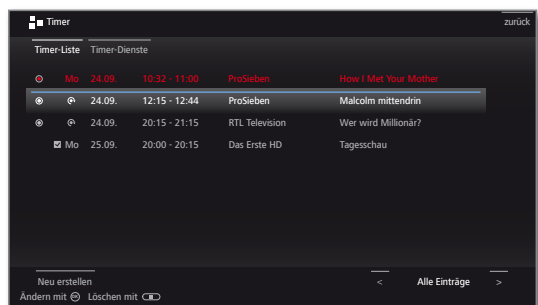 Timer zurück
Timer-Liste Timer-Dienste
Mo 24.09. 10:32 - 11:00 ProSieben How I Met Your Mother
24.09. 12:15 - 12:44 ProSieben Malcolm mittendrin
24.09. 20:15 - 21:15 RTL Television Wer wird Millionär?
Mo 25.09. 20:00 - 20:15 Das Erste HD Tagesschau
Neu erstellen < Alle Einträge >
Ändern mit OK Löschen mit